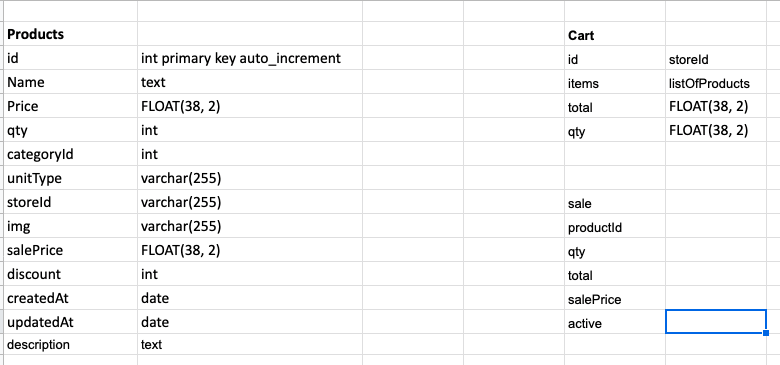 Products
id int primary key auto_increment
Name text
Price FLOAT(38, 2)
qty int
categoryId int
unitType varchar(255)
storeId varchar(255)
img varchar(255)
salePrice FLOAT(38, 2)
discount int
createdAt date
updatedAt date
description text
Cart
id storeId
items listOfProducts
total FLOAT(38, 2)
qty FLOAT(38, 2)
sale
productId
qty
total
salePrice
active